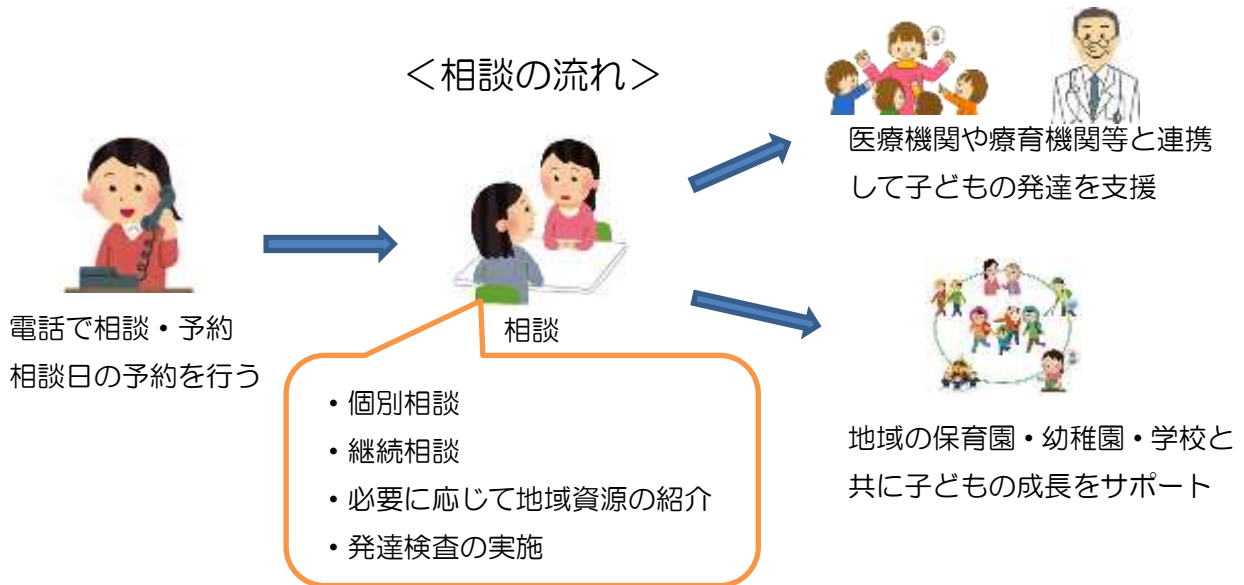 ＜相談の流れ＞
電話で相談・予約
相談日の予約を行う
相談
・個別相談
・継続相談
・必要に応じて地域資源の紹介
・発達検査の実施
医療機関や療育機関等と連携
して子どもの発達を支援
地域の保育園・幼稚園・学校と
共に子どもの成長をサポート